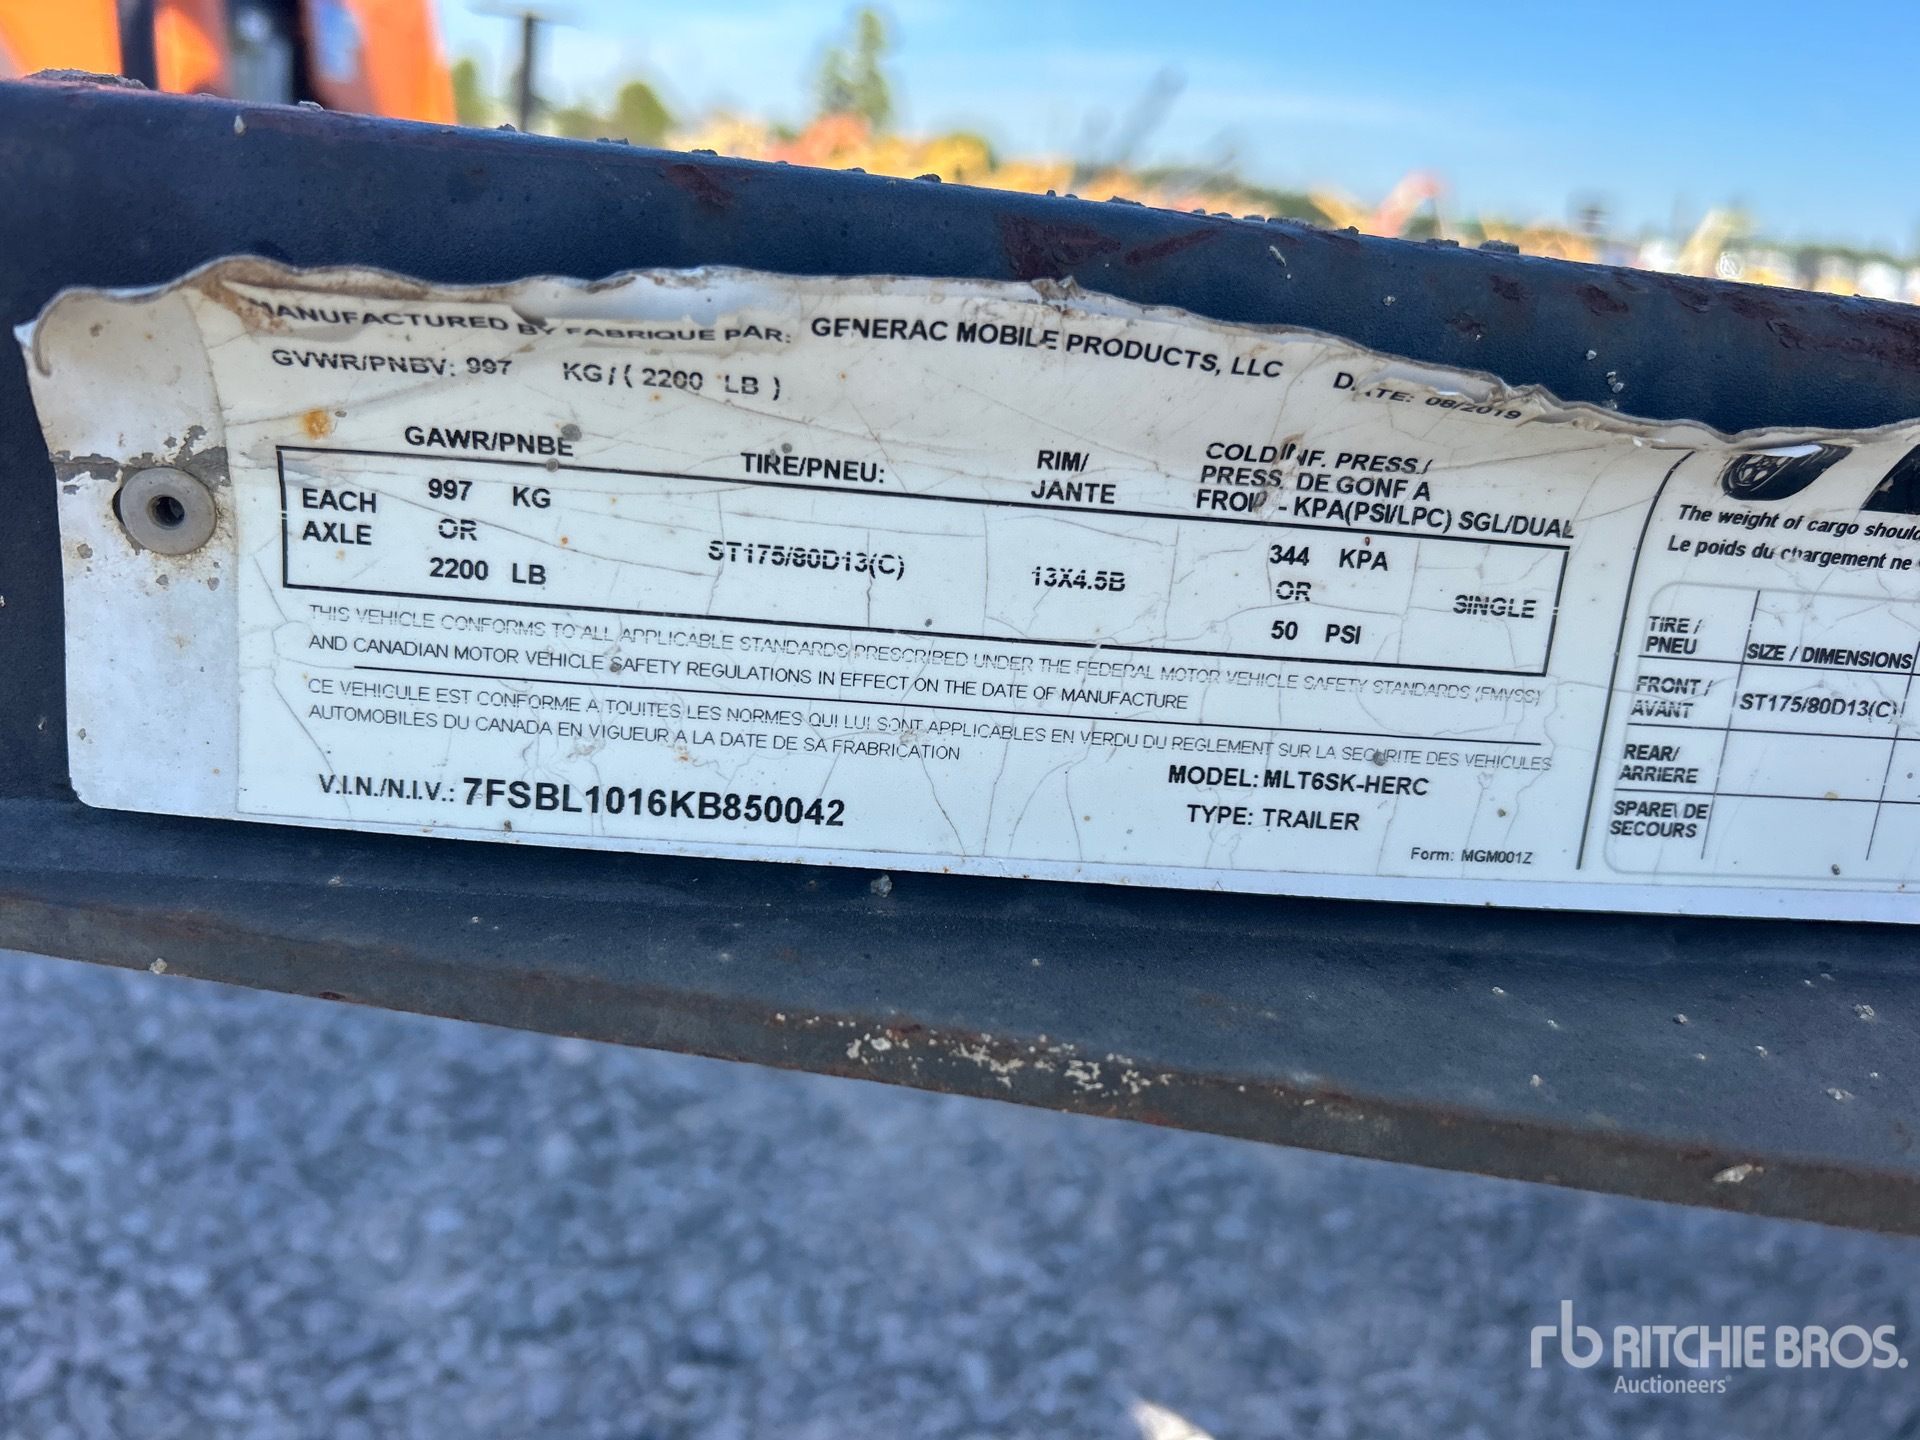 MANUFACTURED BY FABRIQUE PAR: GENERAC MOBILE PRODUCTS, LLC DATE: 08/2019
GVWR/PNBV: 997 KG / ( 2200 LB )
GAWR/PNBE TIRE/PNEU: RIM/ JANTE COLD INF. PRESS./
PRESS. DE GONF A
FROID - KPA(PSI/LPC) SGL/DUAL
EACH AXLE 997 KG
OR
2200 LB
ST175/80D13(C) 13X4.5B 344 KPA
OR
50 PSI
SINGLE
THIS VEHICLE CONFORMS TO ALL APPLICABLE STANDARDS PRESCRIBED UNDER THE FEDERAL MOTOR VEHICLE SAFETY STANDARDS (FMVSS)
AND CANADIAN MOTOR VEHICLE SAFETY REGULATIONS IN EFFECT ON THE DATE OF MANUFACTURE
CE VEHICULE EST CONFORME A TOUITES LES NORMES QUI LUI SONT APPLICABLES EN VERDU DU REGLEMENT SUR LA SECURITE DES VEHICULES
AUTOMOBILES DU CANADA EN VIGUEUR A LA DATE DE SA FRABRICATION
V.I.N./N.I.V.: 7FSBL1016KB850042
MODEL: MLT6SK-HERC
TYPE: TRAILER
Form: MGM001Z
The weight of cargo should
Le poids du chargement ne
TIRE /
PNEU
SIZE / DIMENSIONS
FRONT /
AVANT
ST175/80D13(C)
REAR/
ARRIERE
SPARE\ DE
SECOURS
rb RITCHIE BROS.
Auctioneers